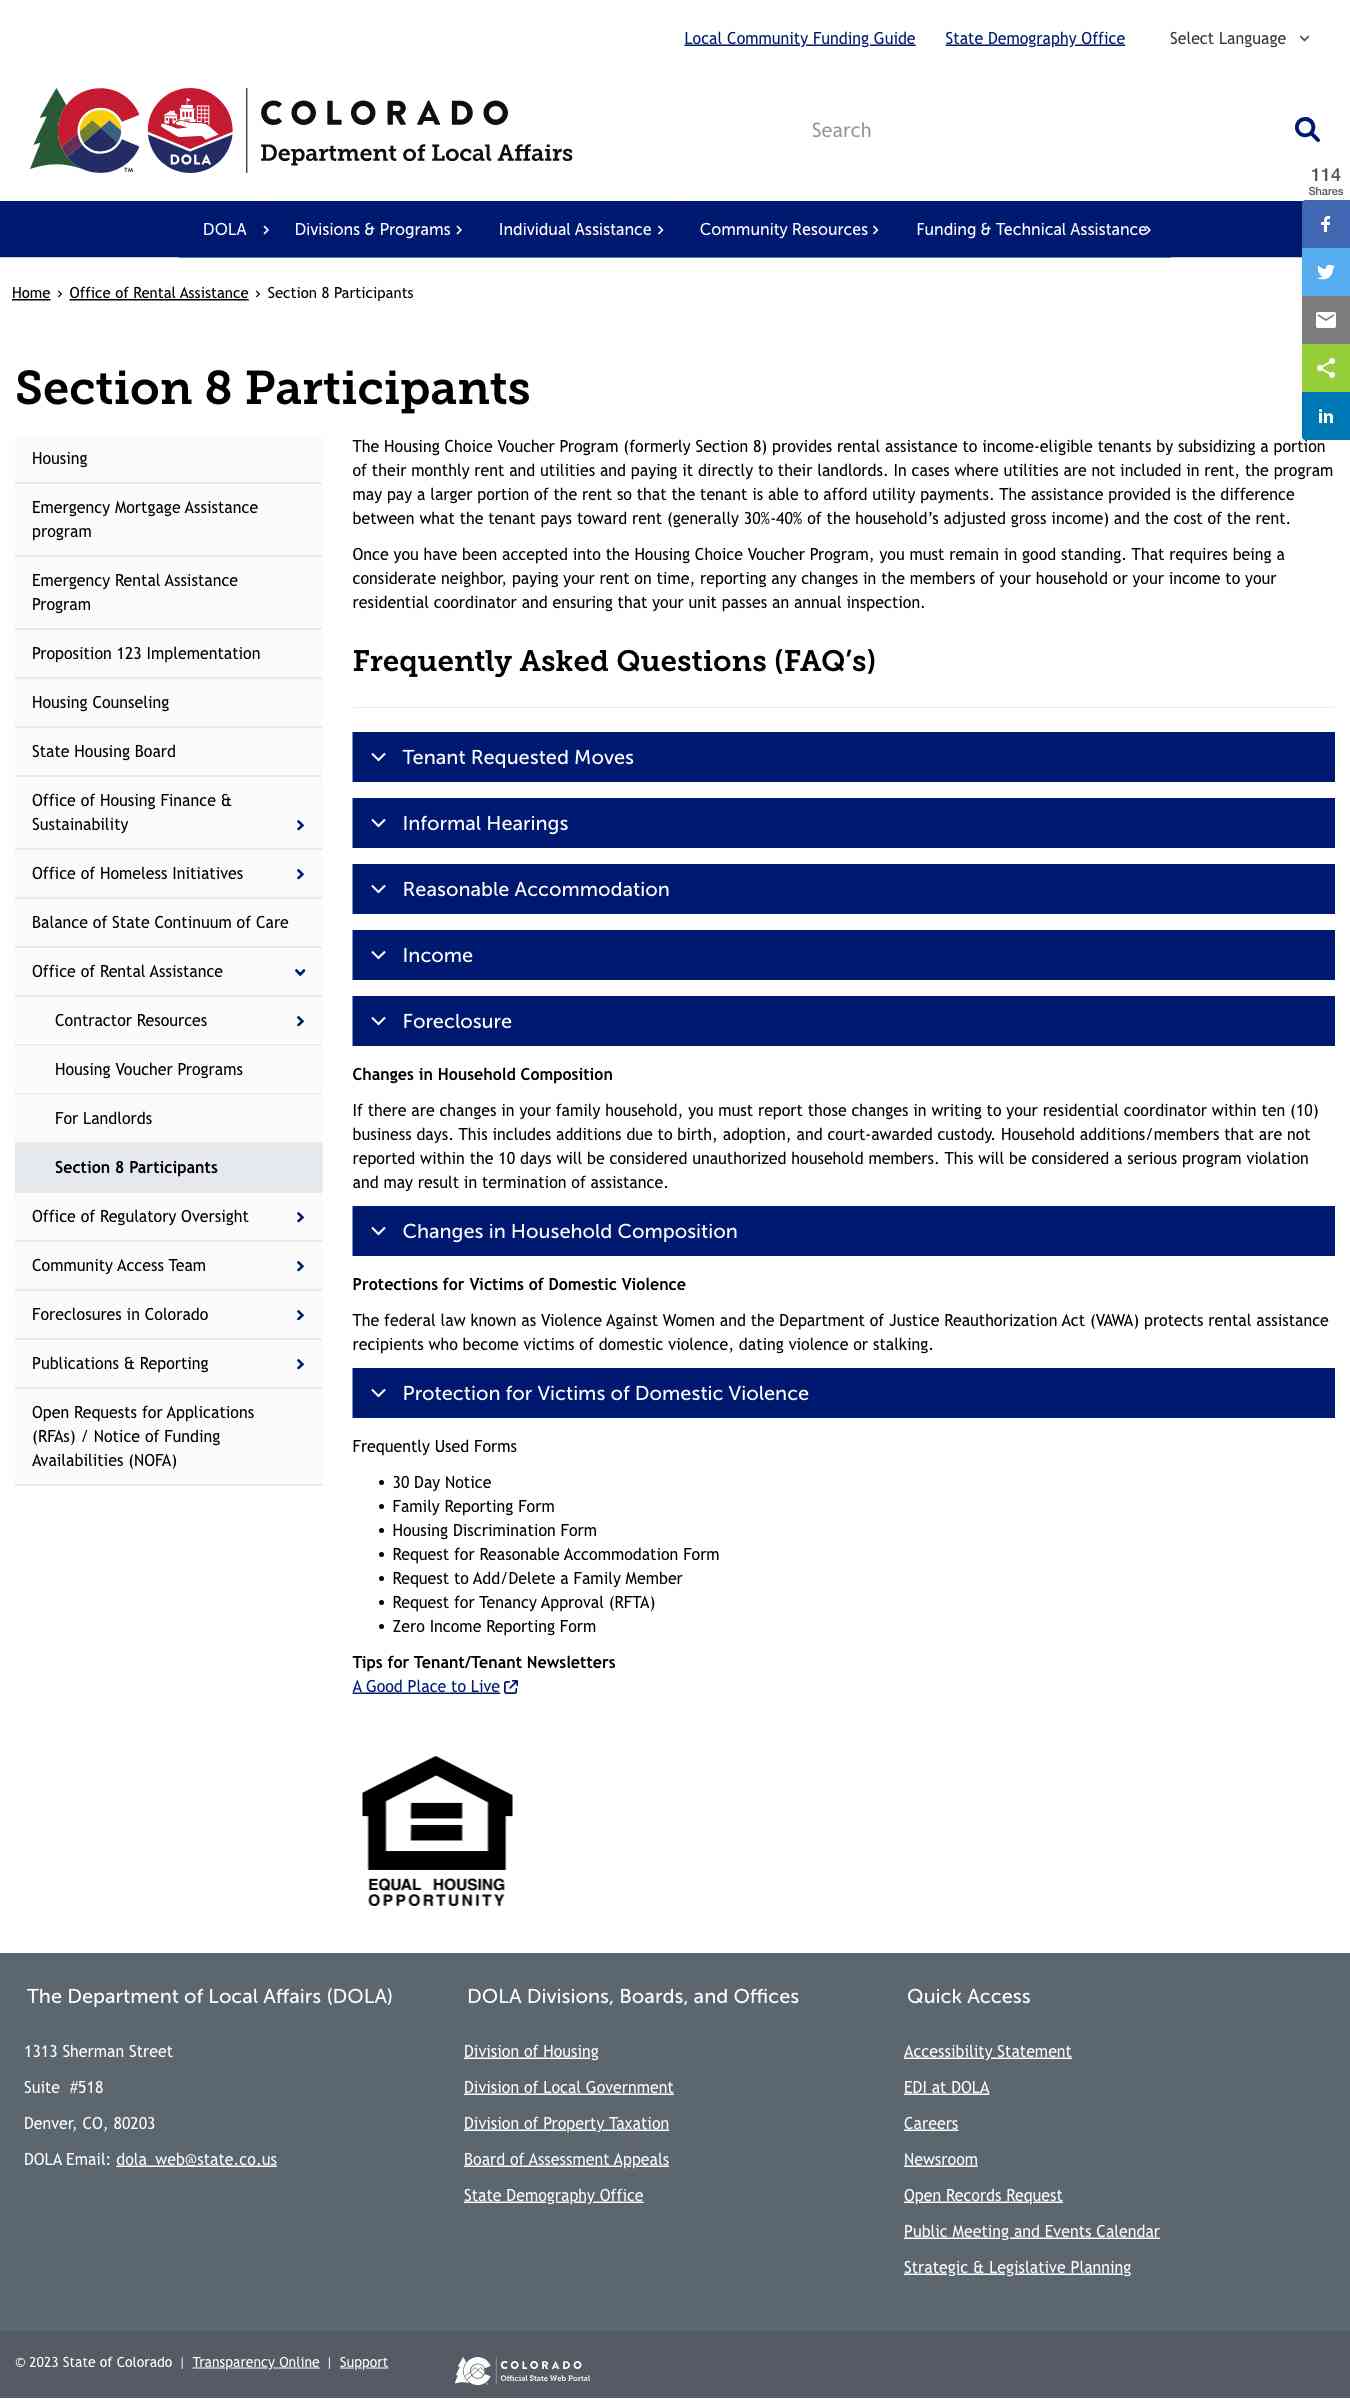 Local Community Funding Guide State Demography Office Select Language
COLORADO
Department of Local Affairs
DOLA
TM
Search
114
Shares
DOLA Divisions & Programs Individual Assistance Community Resources Funding & Technical Assistance
Home › Office of Rental Assistance › Section 8 Participants
Section 8 Participants
Housing
Emergency Mortgage Assistance
program
Emergency Rental Assistance
Program
Proposition 123 Implementation
Housing Counseling
State Housing Board
Office of Housing Finance &
Sustainability
Office of Homeless Initiatives
Balance of State Continuum of Care
Office of Rental Assistance
Contractor Resources
Housing Voucher Programs
For Landlords
Section 8 Participants
Office of Regulatory Oversight
Community Access Team
Foreclosures in Colorado
Publications & Reporting
Open Requests for Applications
(RFAs) / Notice of Funding
Availabilities (NOFA)
The Housing Choice Voucher Program (formerly Section 8) provides rental assistance to income-eligible tenants by subsidizing a portion
of their monthly rent and utilities and paying it directly to their landlords. In cases where utilities are not included in rent, the program
may pay a larger portion of the rent so that the tenant is able to afford utility payments. The assistance provided is the difference
between what the tenant pays toward rent (generally 30%-40% of the household’s adjusted gross income) and the cost of the rent.
Once you have been accepted into the Housing Choice Voucher Program, you must remain in good standing. That requires being a
considerate neighbor, paying your rent on time, reporting any changes in the members of your household or your income to your
residential coordinator and ensuring that your unit passes an annual inspection.
Frequently Asked Questions (FAQ’s)
Tenant Requested Moves
Informal Hearings
Reasonable Accommodation
Income
Foreclosure
Changes in Household Composition
If there are changes in your family household, you must report those changes in writing to your residential coordinator within ten (10)
business days. This includes additions due to birth, adoption, and court-awarded custody. Household additions/members that are not
reported within the 10 days will be considered unauthorized household members. This will be considered a serious program violation
and may result in termination of assistance.
Changes in Household Composition
Protections for Victims of Domestic Violence
The federal law known as Violence Against Women and the Department of Justice Reauthorization Act (VAWA) protects rental assistance
recipients who become victims of domestic violence, dating violence or stalking.
Protection for Victims of Domestic Violence
Frequently Used Forms
• 30 Day Notice
• Family Reporting Form
• Housing Discrimination Form
• Request for Reasonable Accommodation Form
• Request to Add/Delete a Family Member
• Request for Tenancy Approval (RFTA)
• Zero Income Reporting Form
Tips for Tenant/Tenant Newsletters
A Good Place to Live
EQUAL HOUSING
OPPORTUNITY
The Department of Local Affairs (DOLA)
1313 Sherman Street
Suite #518
Denver, CO, 80203
DOLA Email: dola_web@state.co.us
DOLA Divisions, Boards, and Offices
Division of Housing
Division of Local Government
Division of Property Taxation
Board of Assessment Appeals
State Demography Office
Quick Access
Accessibility Statement
EDI at DOLA
Careers
Newsroom
Open Records Request
Public Meeting and Events Calendar
Strategic & Legislative Planning
© 2023 State of Colorado | Transparency Online | Support
COLORADO
Official State Web Portal